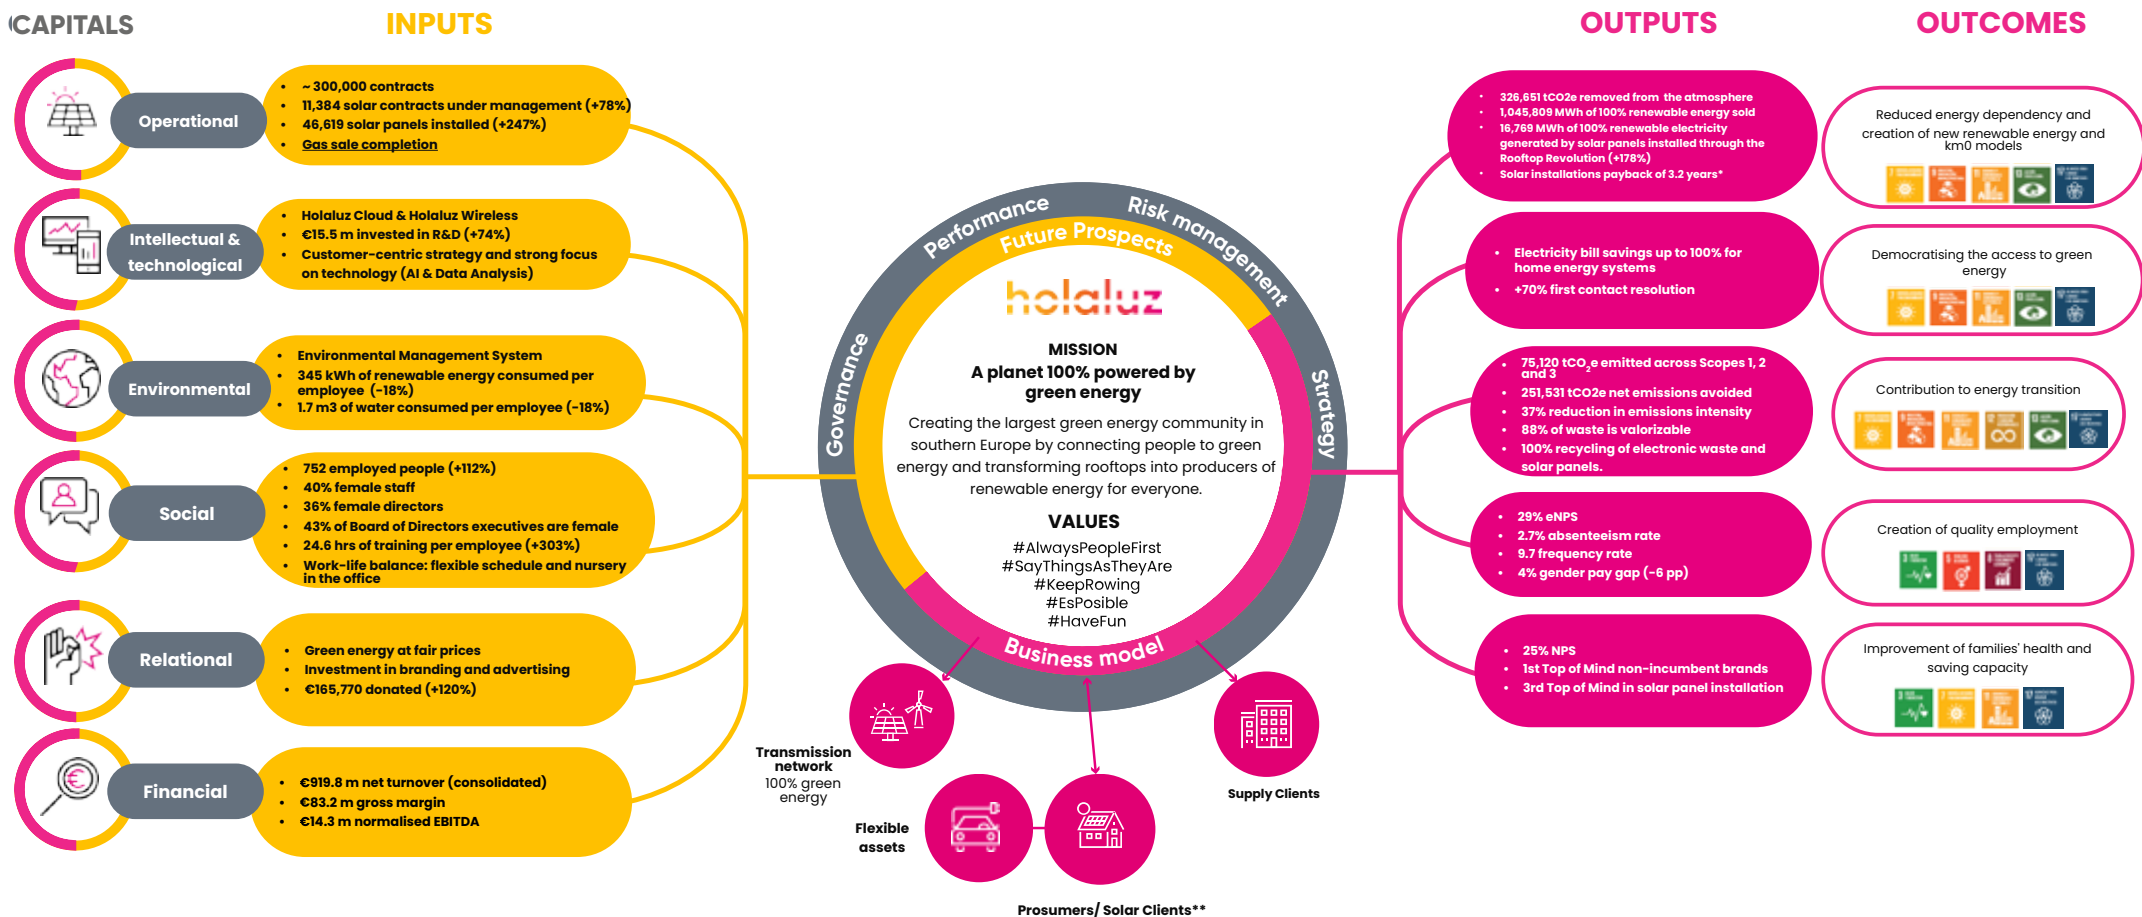 CAPITALS
INPUTS
OUTPUTS
OUTCOMES
Operational
• ~ 300,000 contracts
• 11,384 solar contracts under management (+78%)
• 46,619 solar panels installed (+247%)
• Gas sale completion
Intellectual &
technological
• Holaluz Cloud & Holaluz Wireless
• €15.5 m invested in R&D (+74%)
• Customer-centric strategy and strong focus
on technology (AI & Data Analysis)
Environmental
• Environmental Management System
• 345 kWh of renewable energy consumed per
employee (-18%)
• 1.7 m3 of water consumed per employee (-18%)
Social
• 752 employed people (+112%)
• 40% female staff
• 36% female directors
• 43% of Board of Directors executives are female
• 24.6 hrs of training per employee (+303%)
• Work-life balance: flexible schedule and nursery
in the office
Relational
• Green energy at fair prices
• Investment in branding and advertising
• €165,770 donated (+120%)
Financial
• €919.8 m net turnover (consolidated)
• €83.2 m gross margin
• €14.3 m normalised EBITDA
Governance
Performance
Risk management
Strategy
Future Prospects
holaluz
MISSION
A planet 100% powered by
green energy
Creating the largest green energy community in
southern Europe by connecting people to green
energy and transforming rooftops into producers of
renewable energy for everyone.
VALUES
#AlwaysPeopleFirst
#SayThingsAsTheyAre
#KeepRowing
#EsPosible
#HaveFun
Business model
Transmission
network
100% green
energy
Flexible
assets
Prosumers/ Solar Clients**
Supply Clients
• 326,651 tCO2e removed from the atmosphere
• 1,045,809 MWh of 100% renewable energy sold
• 16,769 MWh of 100% renewable electricity
generated by solar panels installed through the
Rooftop Revolution (+178%)
• Solar installations payback of 3.2 years*
• Electricity bill savings up to 100% for
home energy systems
• +70% first contact resolution
• 75,120 tCO₂e emitted across Scopes 1, 2
and 3
• 251,531 tCO2e net emissions avoided
• 37% reduction in emissions intensity
• 88% of waste is valorizable
• 100% recycling of electronic waste and
solar panels.
• 29% eNPS
• 2.7% absenteeism rate
• 9.7 frequency rate
• 4% gender pay gap (-6 pp)
• 25% NPS
• 1st Top of Mind non-incumbent brands
• 3rd Top of Mind in solar panel installation
Reduced energy dependency and
creation of new renewable energy and
km0 models
Democratising the access to green
energy
Contribution to energy transition
Creation of quality employment
Improvement of families' health and
saving capacity